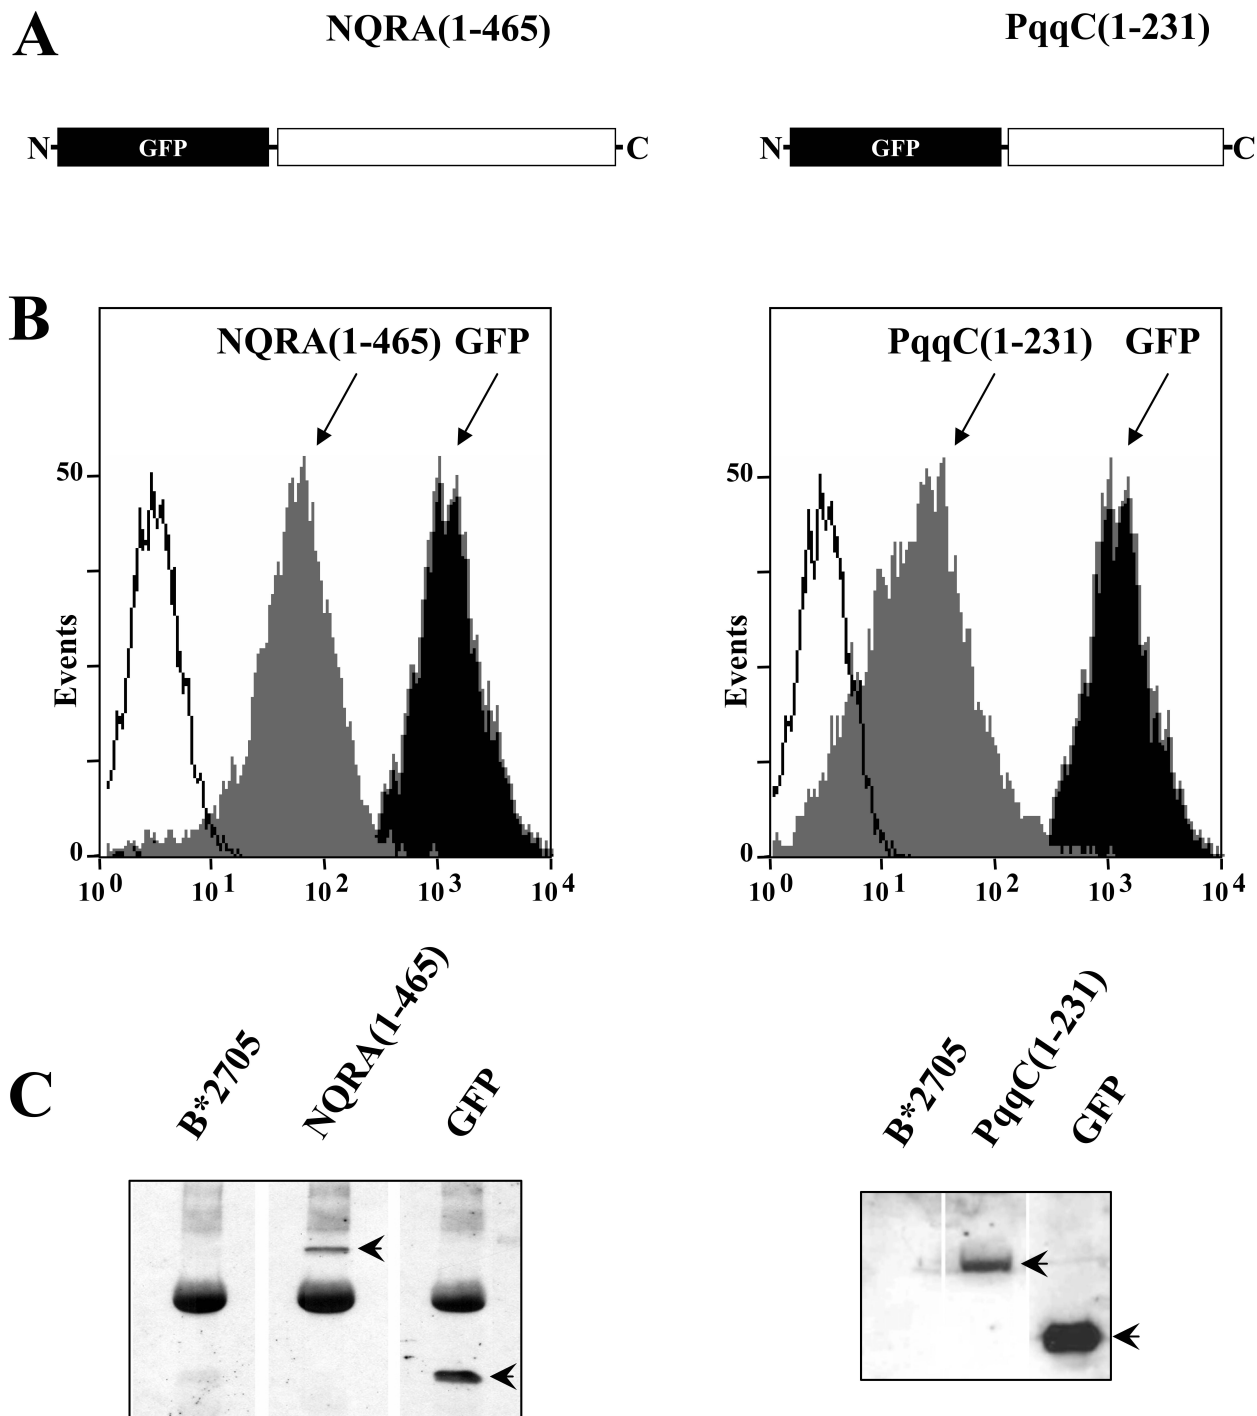 A
NQRA(1-465)
PqqC(1-231)
N
GFP
C
N
GFP
C
B
NQRA(1-465) GFP
Events
50
0
10^0 10^1 10^2 10^3 10^4
PqqC(1-231) GFP
Events
50
0
10^0 10^1 10^2 10^3 10^4
C
B*2705
NQRA(1-465)
GFP
B*2705
PqqC(1-231)
GFP